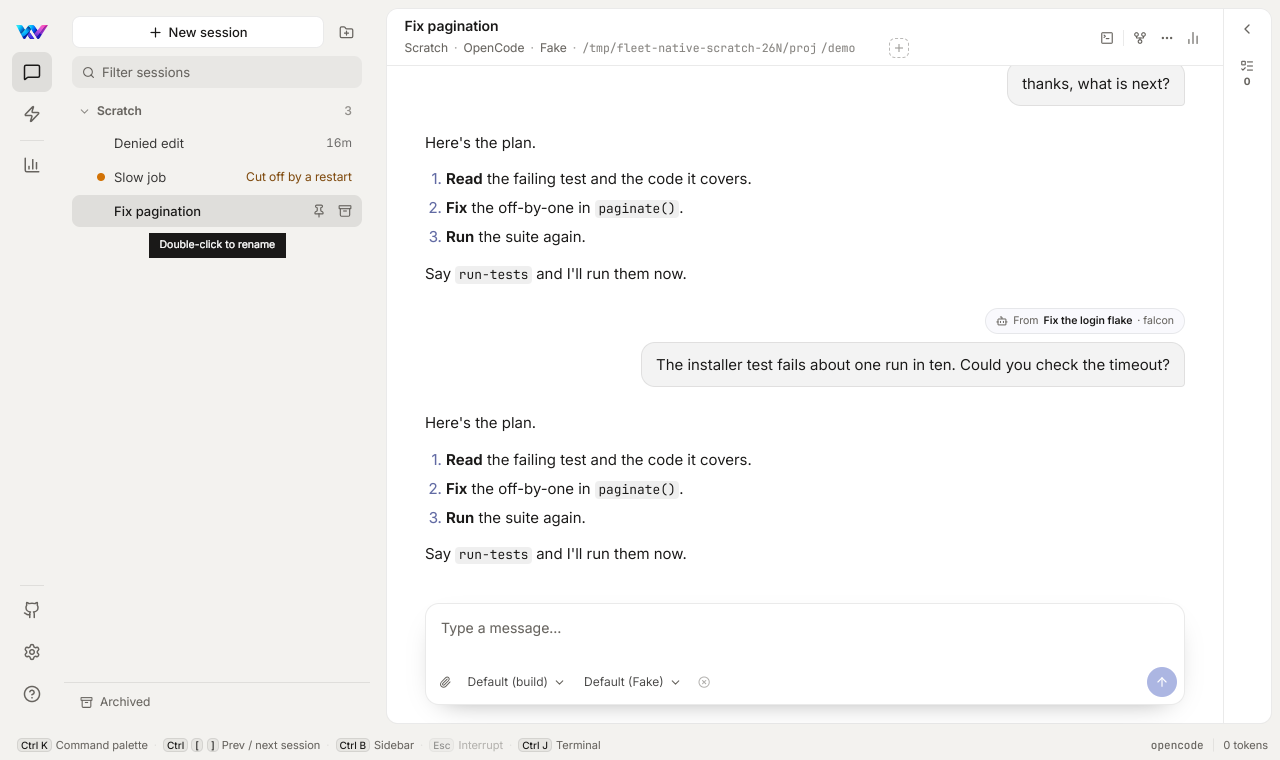 New session
Filter sessions
Scratch 3
Denied edit 16m
Slow job Cut off by a restart
Fix pagination
Double-click to rename
Archived
Fix pagination
Scratch · OpenCode · Fake · /tmp/fleet-native-scratch-26N/proj /demo
0
thanks, what is next?
Here's the plan.
1. Read the failing test and the code it covers.
2. Fix the off-by-one in paginate().
3. Run the suite again.
Say run-tests and I'll run them now.
From Fix the login flake · falcon
The installer test fails about one run in ten. Could you check the timeout?
Here's the plan.
1. Read the failing test and the code it covers.
2. Fix the off-by-one in paginate().
3. Run the suite again.
Say run-tests and I'll run them now.
Type a message...
Default (build) Default (Fake)
Ctrl K Command palette · Ctrl [ ] Prev / next session · Ctrl B Sidebar · Esc Interrupt · Ctrl J Terminal opencode 0 tokens